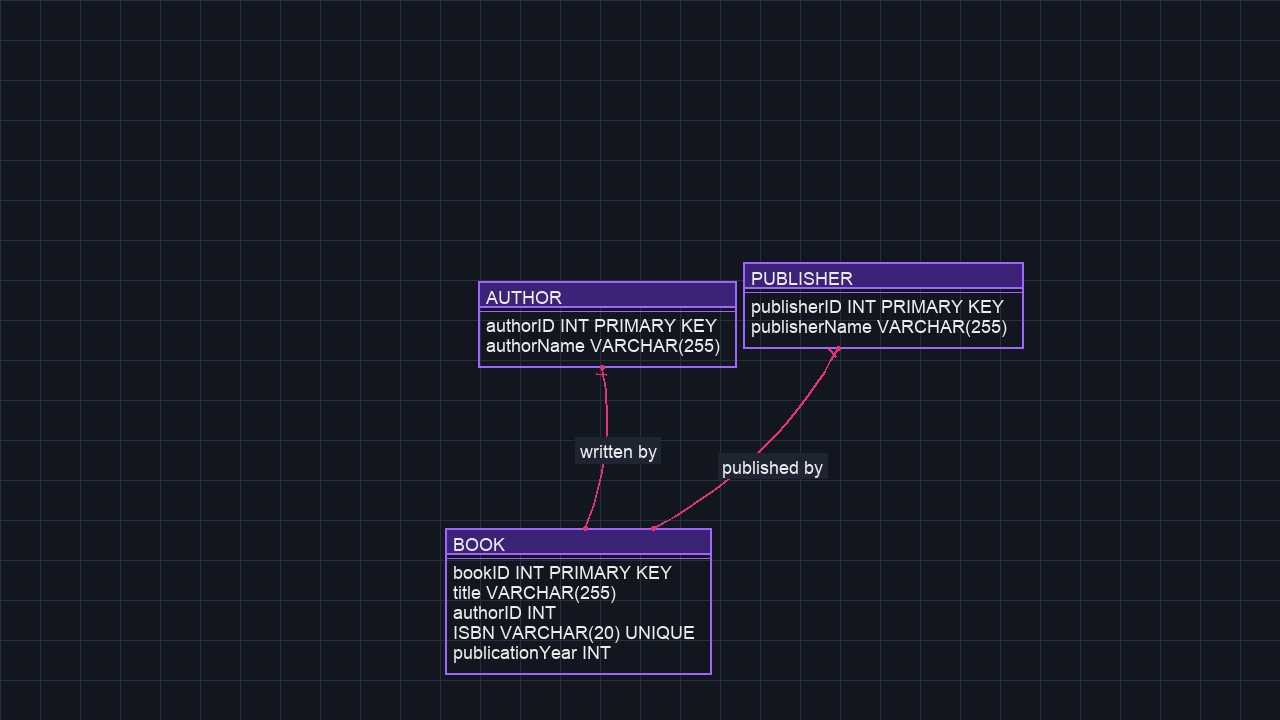 AUTHOR
authorID INT PRIMARY KEY
authorName VARCHAR(255)
PUBLISHER
publisherID INT PRIMARY KEY
publisherName VARCHAR(255)
written by
published by
BOOK
bookID INT PRIMARY KEY
title VARCHAR(255)
authorID INT
ISBN VARCHAR(20) UNIQUE
publicationYear INT